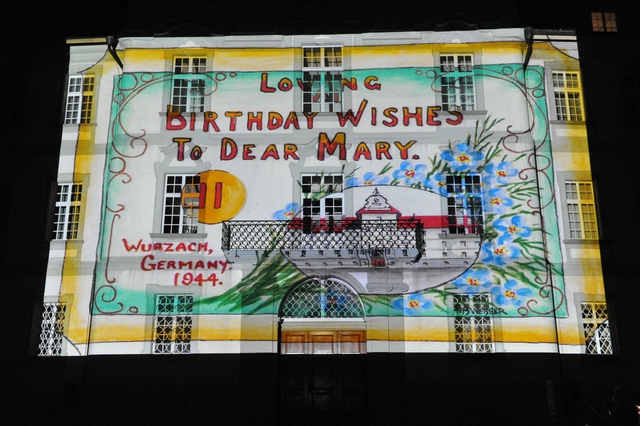 Loving
Birthday Wishes
To Dear Mary.
11
Wurzach,
Germany.
1944.